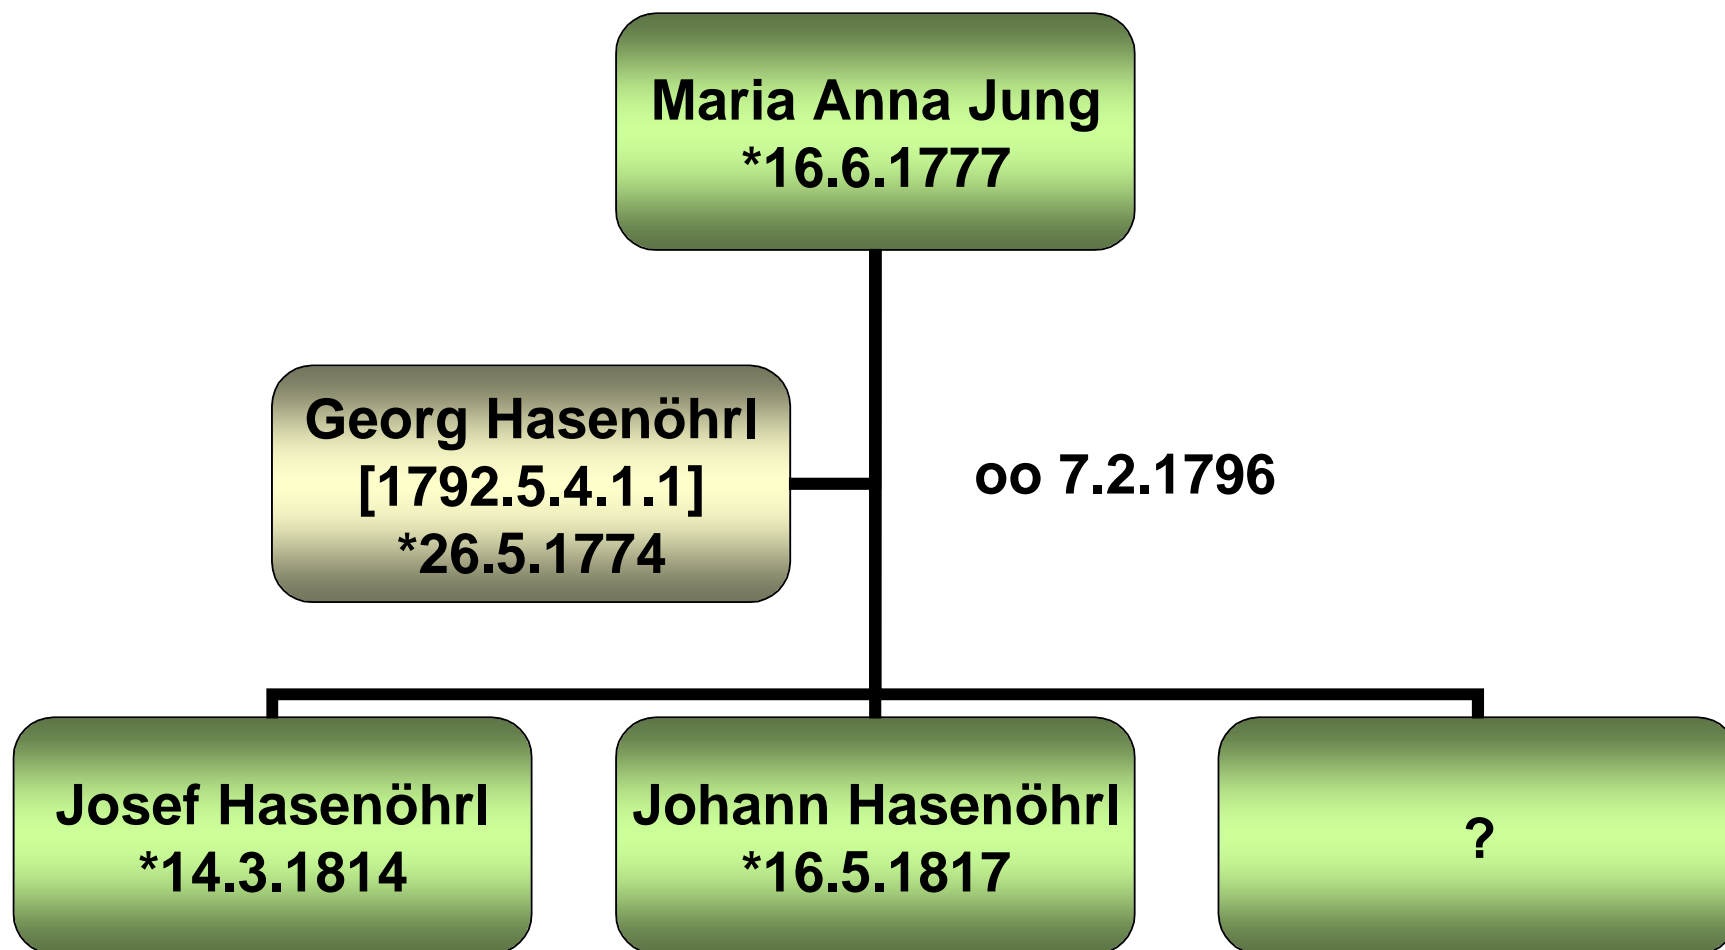 Maria Anna Jung
*16.6.1777
Georg Hasenöhrl
[1792.5.4.1.1]
*26.5.1774
oo 7.2.1796
Josef Hasenöhrl
*14.3.1814
Johann Hasenöhrl
*16.5.1817
?